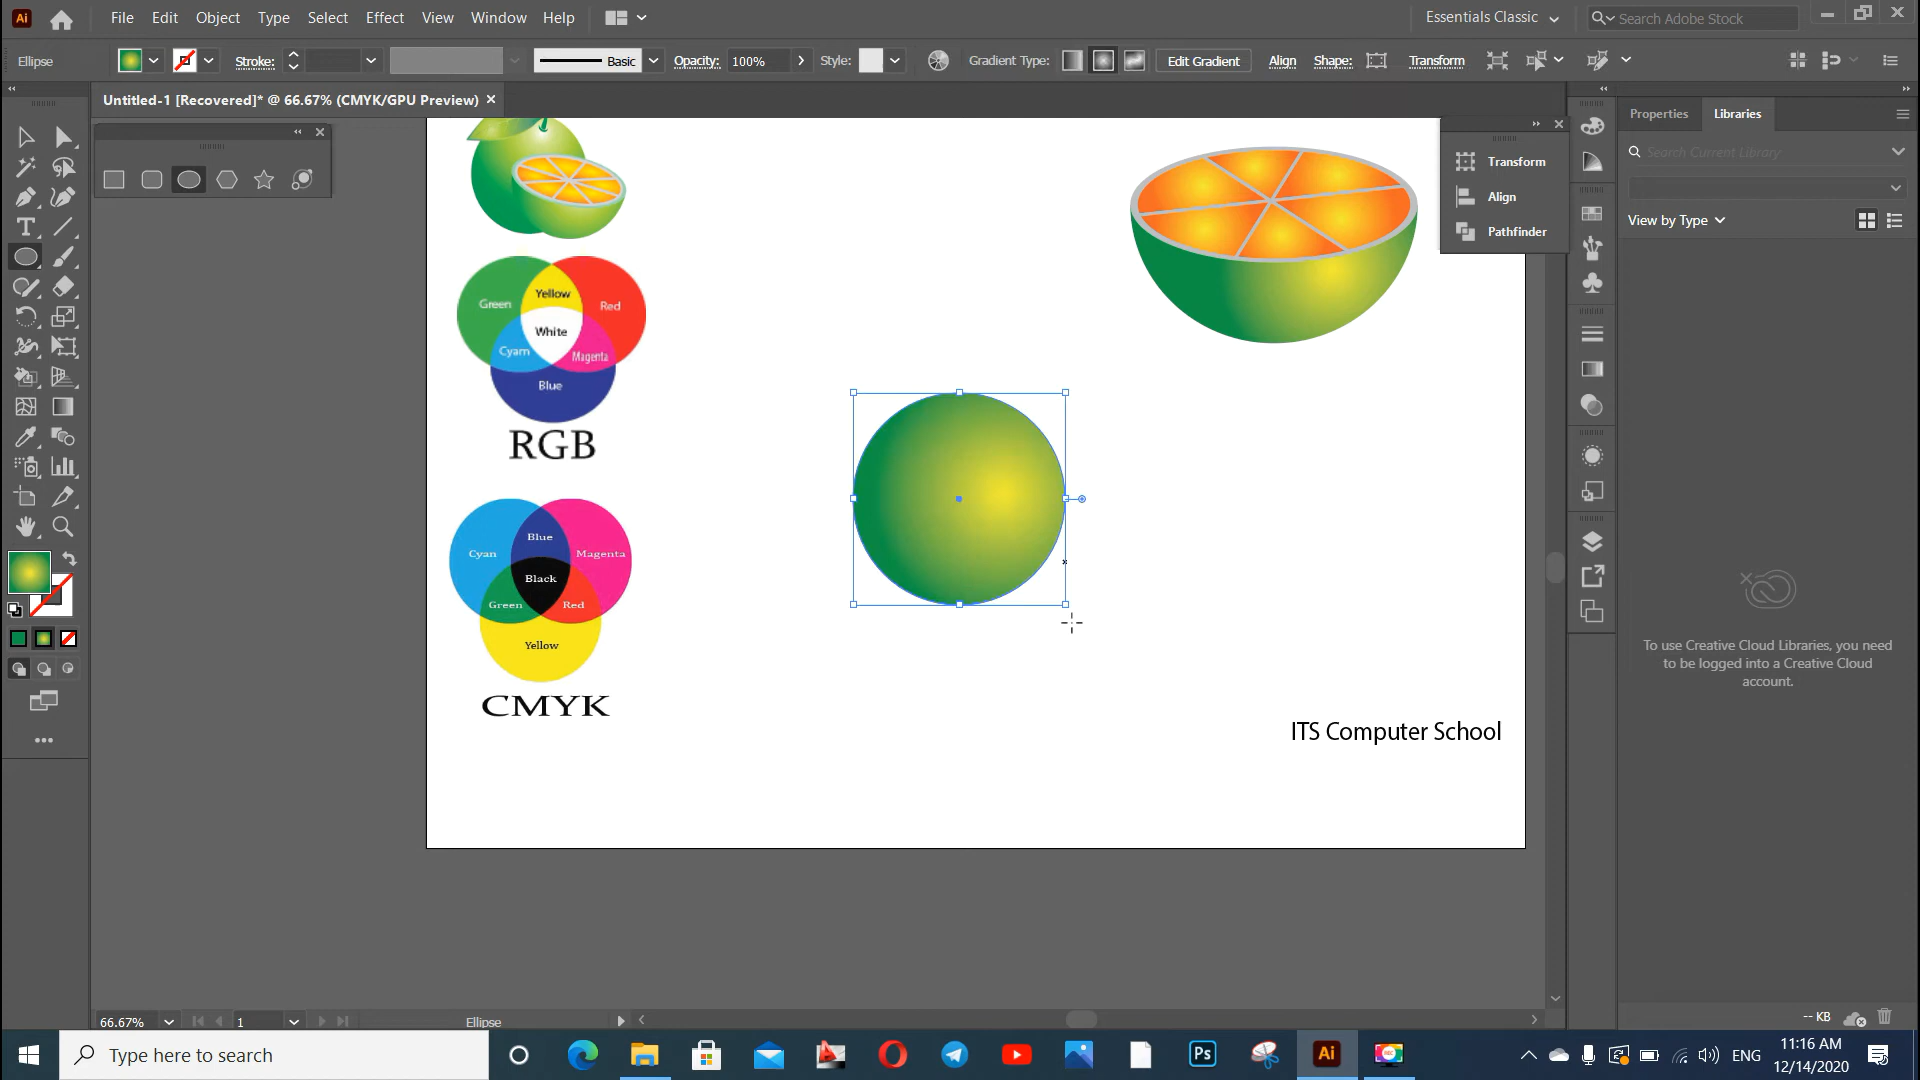 Ai
File Edit Object Type Select Effect View Window Help
Essentials Classic
Search Adobe Stock
Ellipse
Stroke:
Basic
Opacity: 100%
Style:
Gradient Type:
Edit Gradient
Align
Shape:
Transform
Untitled-1 [Recovered]* @ 66.67% (CMYK/GPU Preview)
Properties
Libraries
Search Current Library
View by Type
Transform
Align
Pathfinder
Green
Yellow
Red
White
Cyam
Magenta
Blue
RGB
Cyan
Blue
Magenta
Black
Green
Red
Yellow
CMYK
ITS Computer School
To use Creative Cloud Libraries, you need
to be logged into a Creative Cloud
account.
-- KB
66.67%
1
Ellipse
Type here to search
Ps
Ai
ENG
11:16 AM
12/14/2020